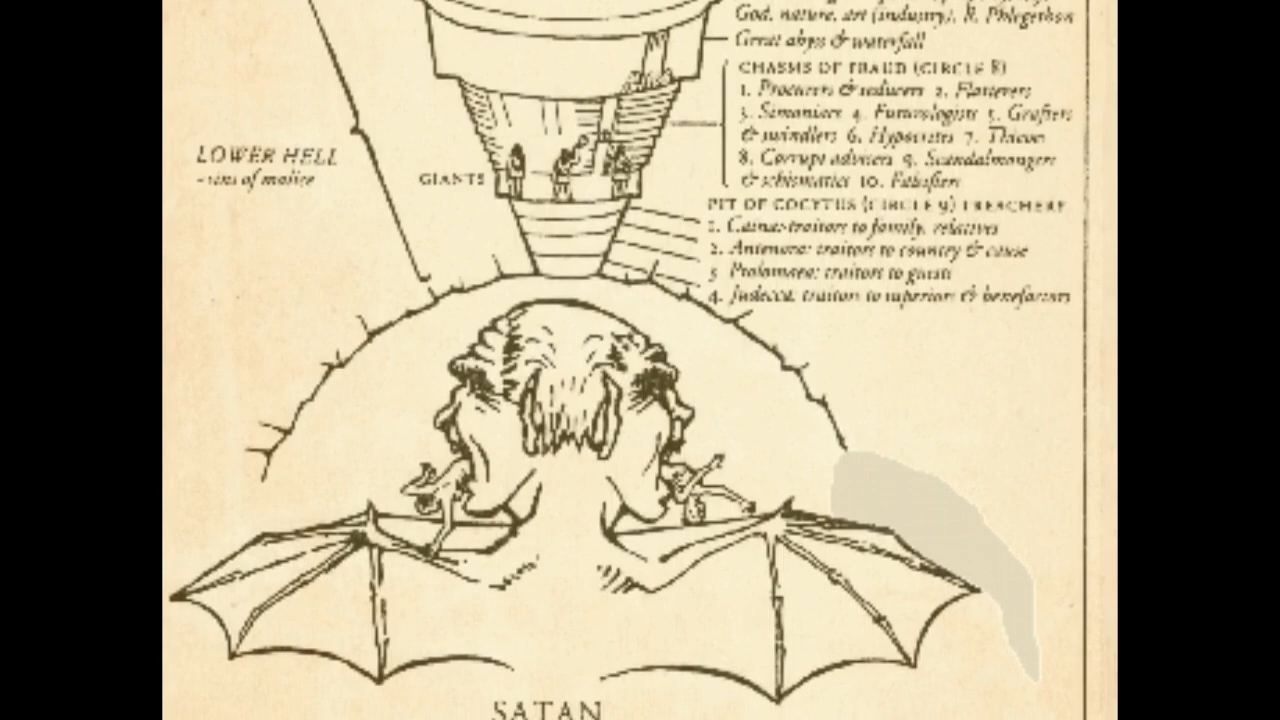 God, nature, art (industry). R. Phlegethon
Great abyss & waterfall
CHASMS OF FRAUD (CIRCLE 8)
1. Procurers & seducers 2. Flatterers
3. Simoniacs 4. Futurologists 5. Grafters
& swindlers 6. Hypocrites 7. Thieves
8. Corrupt advisers 9. Scandalmongers
& schismatics 10. Falsifiers
LOWER HELL
- sins of malice
GIANTS
PIT OF COCYTUS (CIRCLE 9) TREACHERY
1. Caina: traitors to family, relatives
2. Antenora: traitors to country & cause
3 Ptolomaea: traitors to guests
4. Judecca: traitors to superiors & benefactors
SATAN